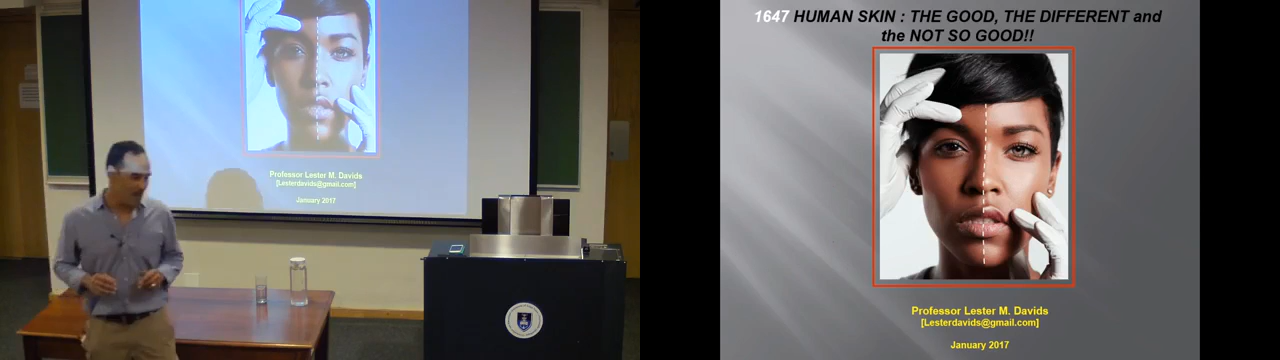 Professor Lester M. Davids
[Lesterdavids@gmail.com]
January 2017
1647 HUMAN SKIN : THE GOOD, THE DIFFERENT and
the NOT SO GOOD!!
Professor Lester M. Davids
[Lesterdavids@gmail.com]
January 2017